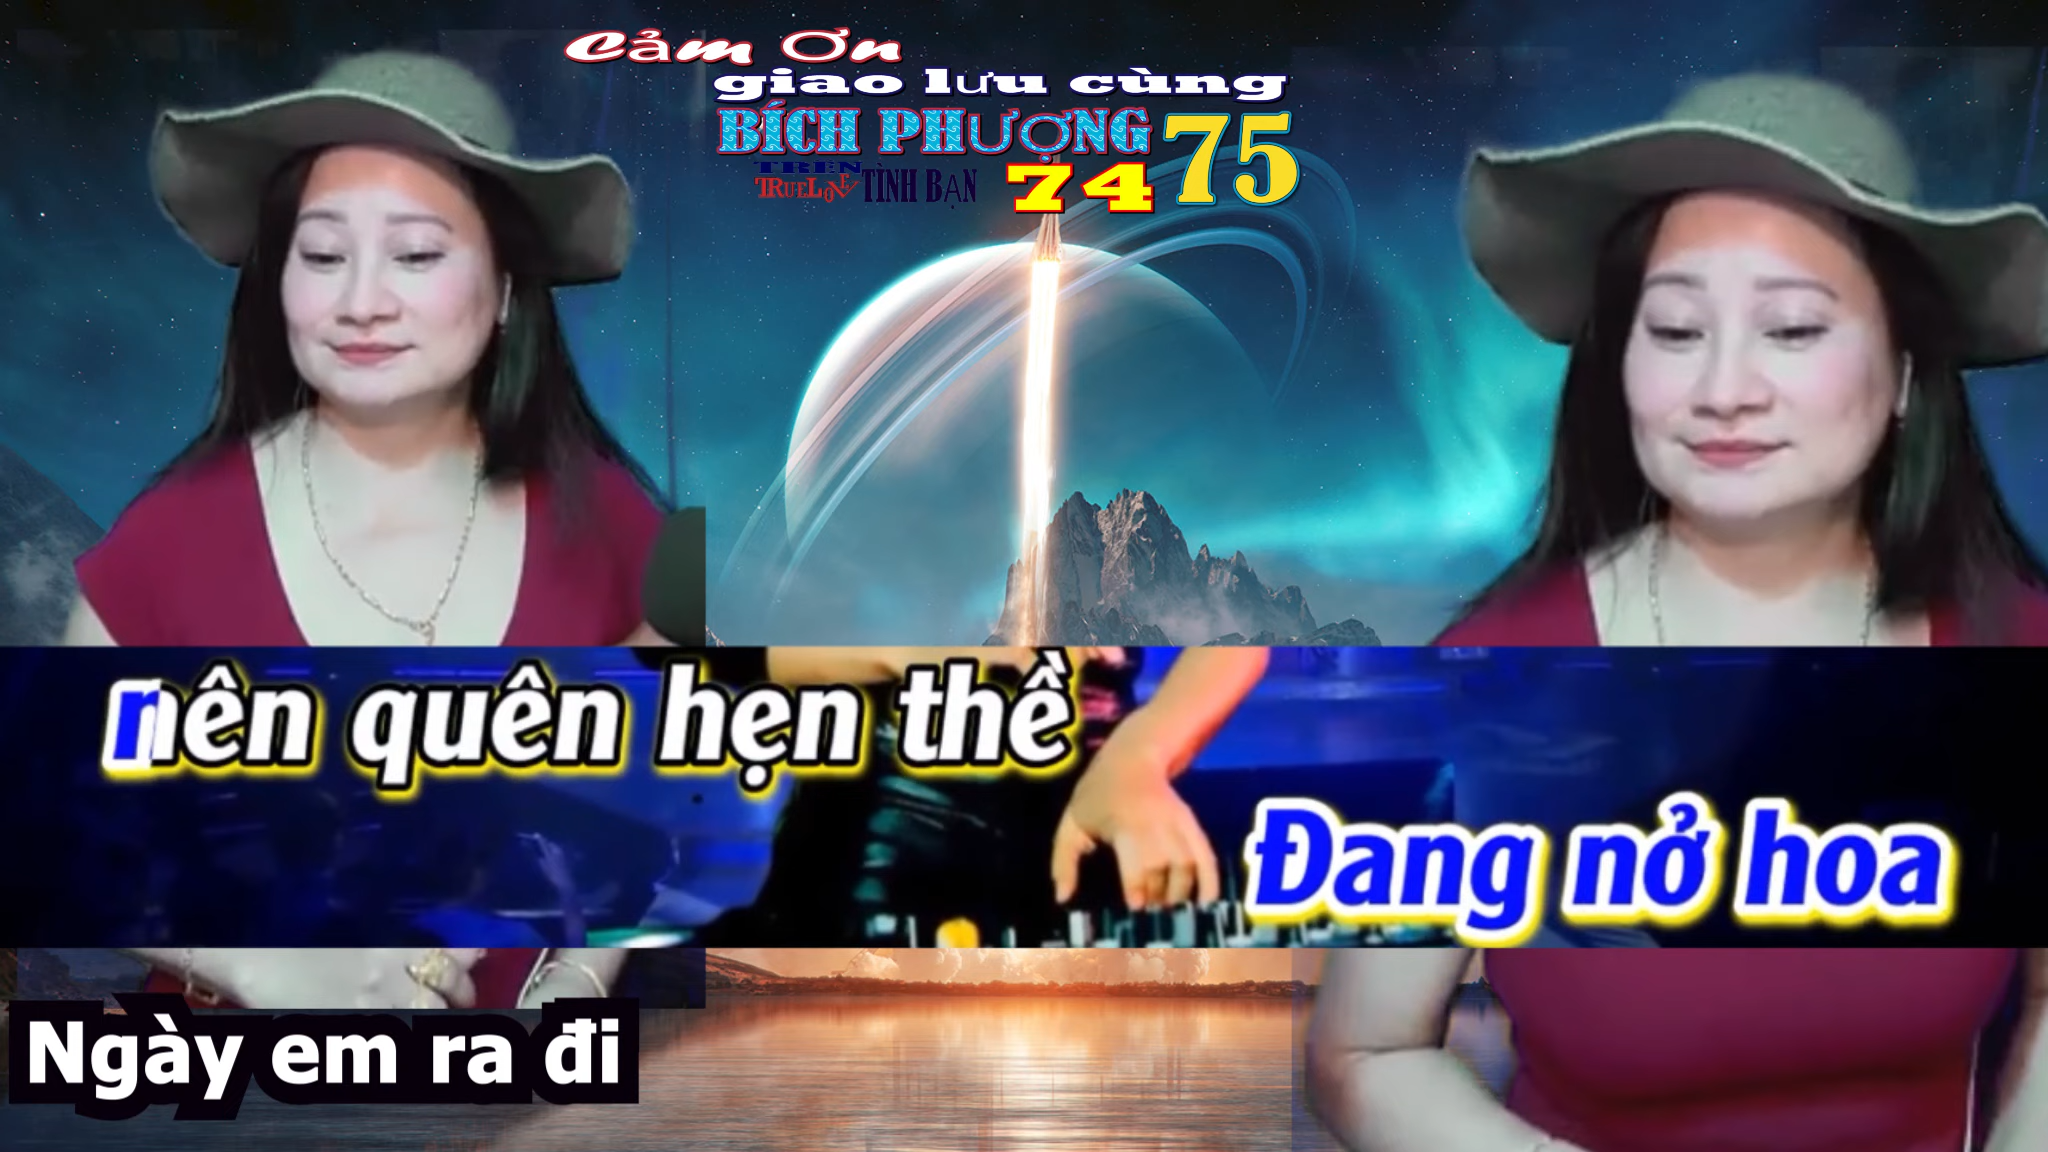 Cảm Ơn
giao lưu cùng
BÍCH PHƯỢNG 75
TRÊN
TRUELOVE TÌNH BẠN 74
nên quên hẹn thề
Đang nở hoa
Ngày em ra đi